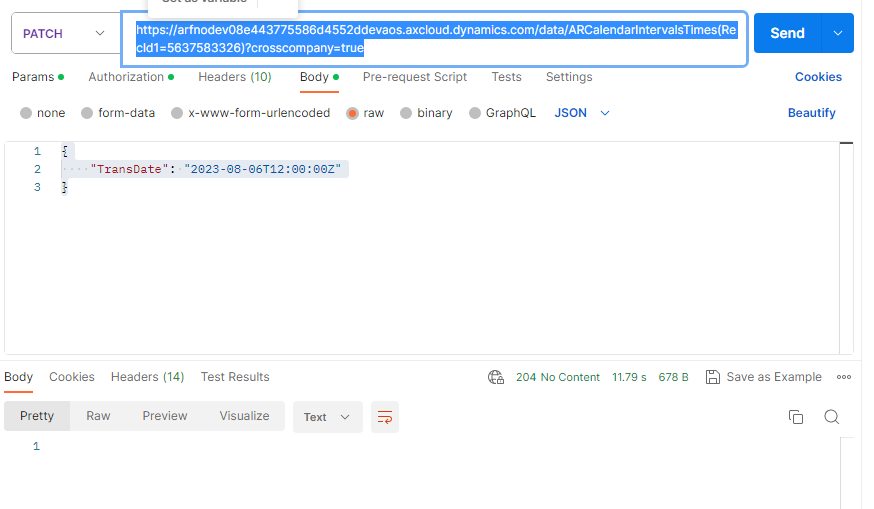 Set as variable
PATCH
https://arfnodev08e443775586d4552ddevaos.axcloud.dynamics.com/data/ARCalendarIntervalsTimes(Re
cId1=5637583326)?crosscompany=true
Send
Params Authorization Headers (10) Body Pre-request Script Tests Settings Cookies
none form-data x-www-form-urlencoded raw binary GraphQL JSON Beautify
1 {
2 "TransDate": "2023-08-06T12:00:00Z"
3 }
Body Cookies Headers (14) Test Results 204 No Content 11.79 s 678 B Save as Example
Pretty Raw Preview Visualize Text
1